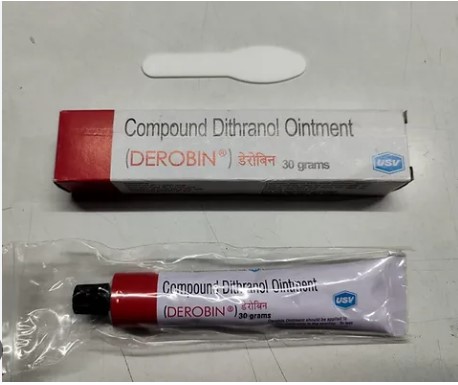 Compound Dithranol Ointment
(DEROBIN®) डेरोबिन 30 grams
USV
Compound Dithranol Ointment
(DEROBIN®) डेरोबिन
30 grams
USV